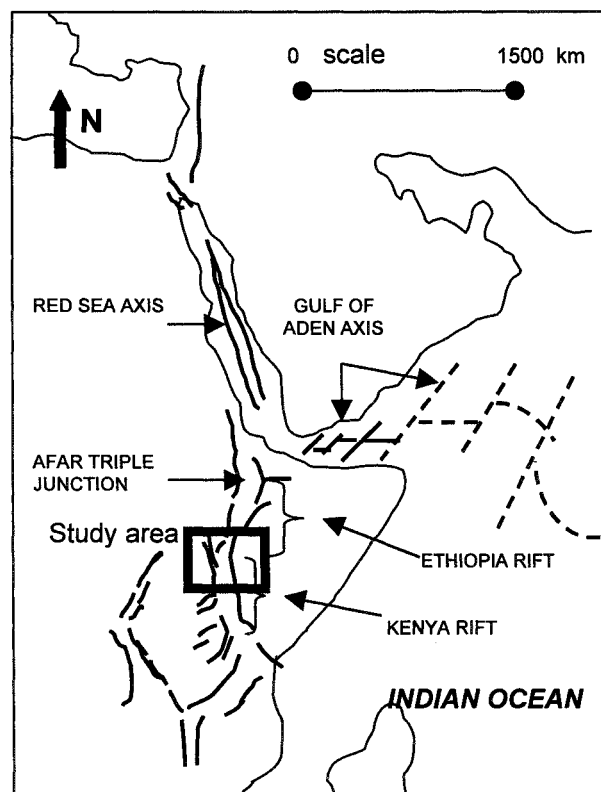 0 scale 1500 km
N
RED SEA AXIS
GULF OF
ADEN AXIS
AFAR TRIPLE
JUNCTION
Study area
ETHIOPIA RIFT
KENYA RIFT
INDIAN OCEAN